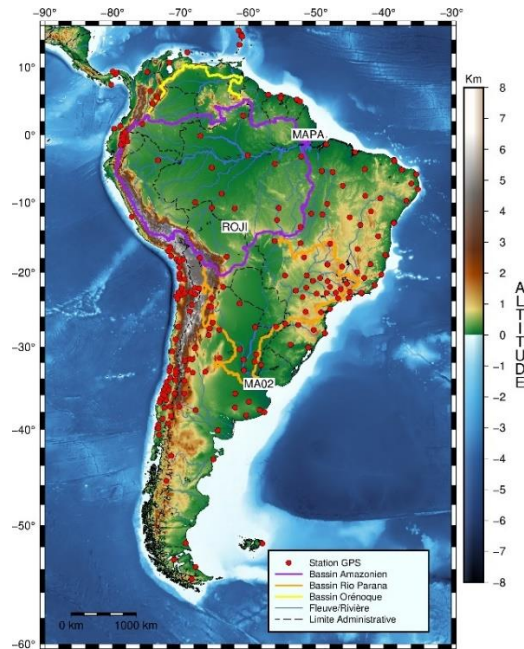 −90° −80° −70° −60° −50° −40° −30°
10°
0°
−10°
−20°
−30°
−40°
−50°
−60°
MAPA
ROJI
MA02
0 km 1000 km
Station GPS
Bassin Amazonien
Bassin Rio Parana
Bassin Orénoque
Fleuve/Rivière
Limite Administrative
Km
8
7
6
5
4
3
2
1
0
−1
−2
−3
−4
−5
−6
−7
−8
ALTITUDE